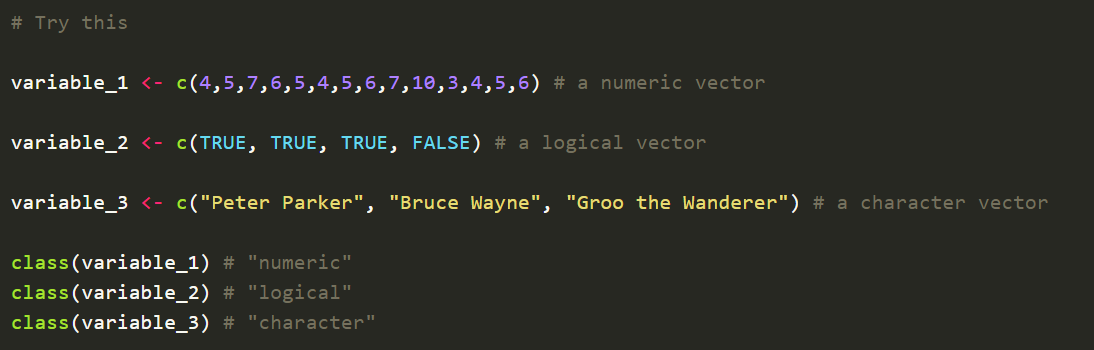 # Try this
variable_1 <- c(4,5,7,6,5,4,5,6,7,10,3,4,5,6) # a numeric vector
variable_2 <- c(TRUE, TRUE, TRUE, FALSE) # a logical vector
variable_3 <- c("Peter Parker", "Bruce Wayne", "Groo the Wanderer") # a character vector
class(variable_1) # "numeric"
class(variable_2) # "logical"
class(variable_3) # "character"